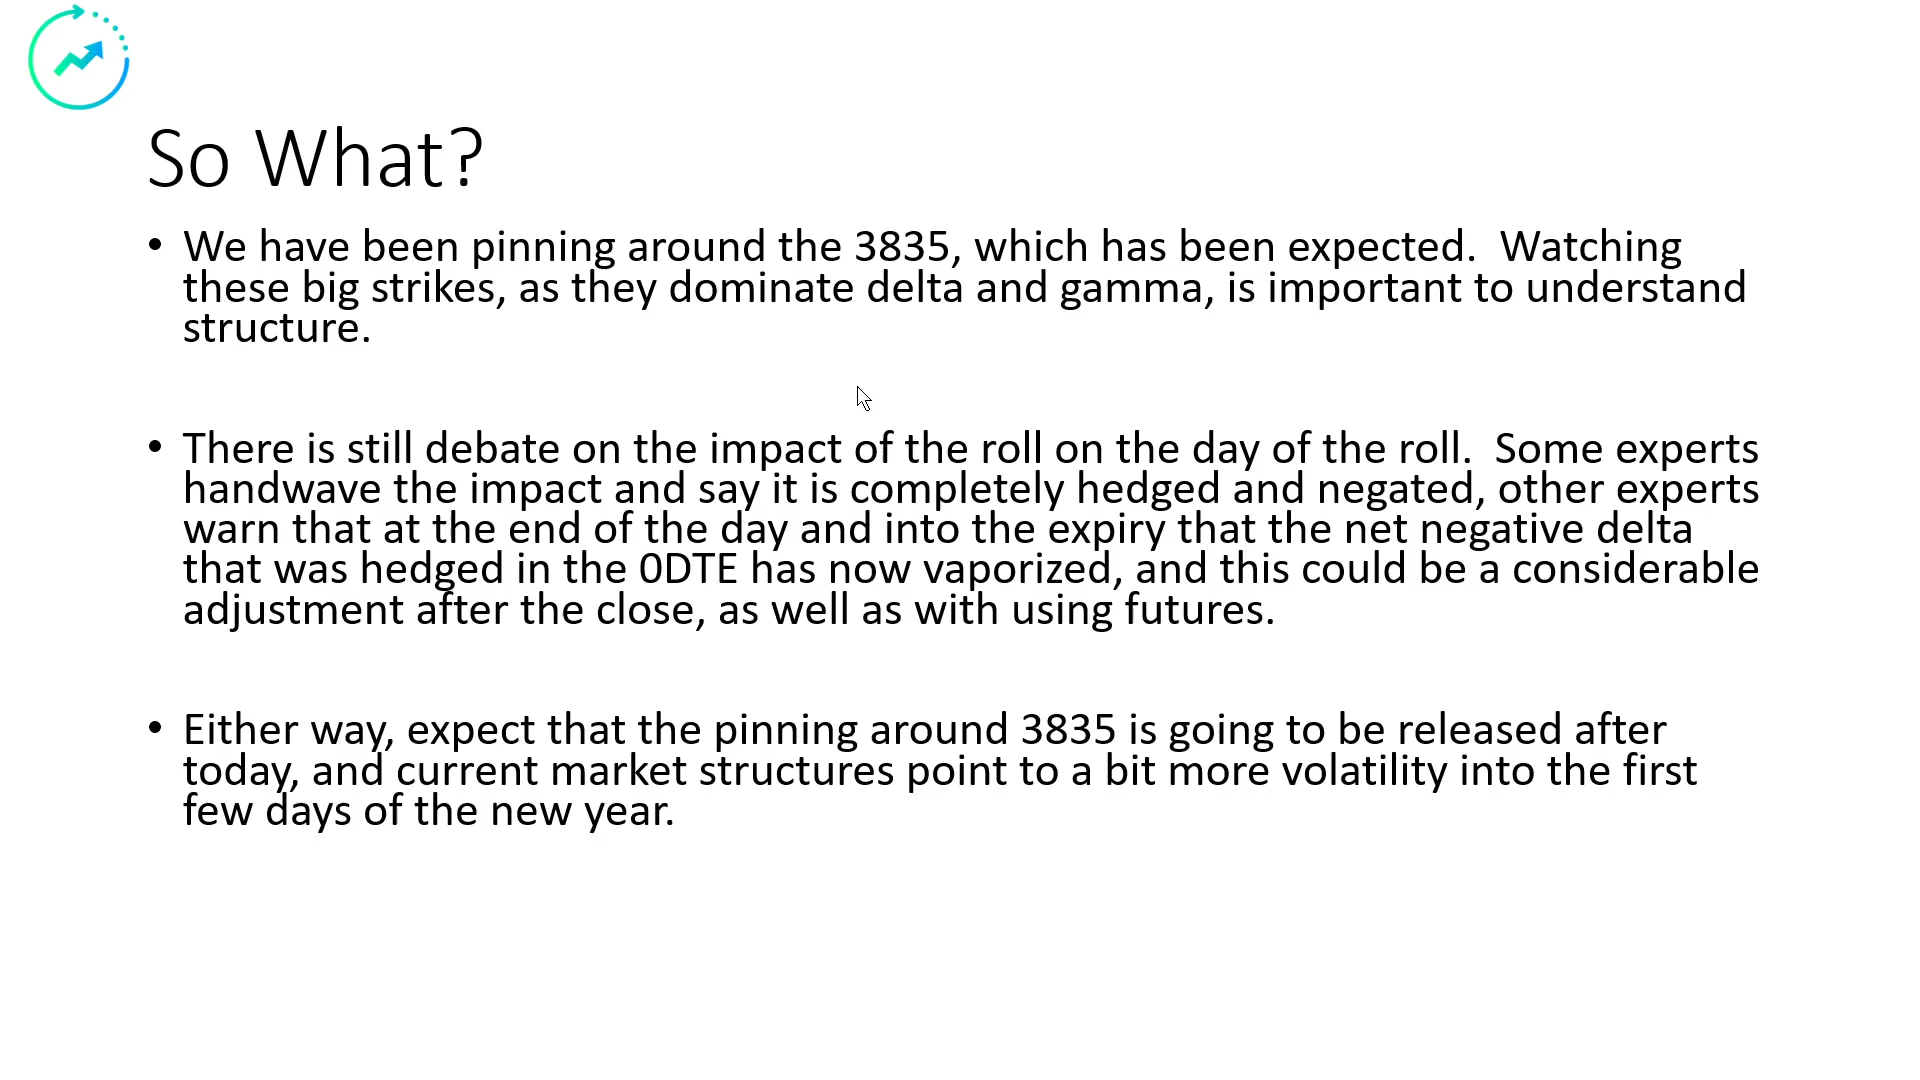 So What?
• We have been pinning around the 3835, which has been expected.  Watching
these big strikes, as they dominate delta and gamma, is important to understand
structure.
• There is still debate on the impact of the roll on the day of the roll.  Some experts
handwave the impact and say it is completely hedged and negated, other experts
warn that at the end of the day and into the expiry that the net negative delta
that was hedged in the 0DTE has now vaporized, and this could be a considerable
adjustment after the close, as well as with using futures.
• Either way, expect that the pinning around 3835 is going to be released after
today, and current market structures point to a bit more volatility into the first
few days of the new year.